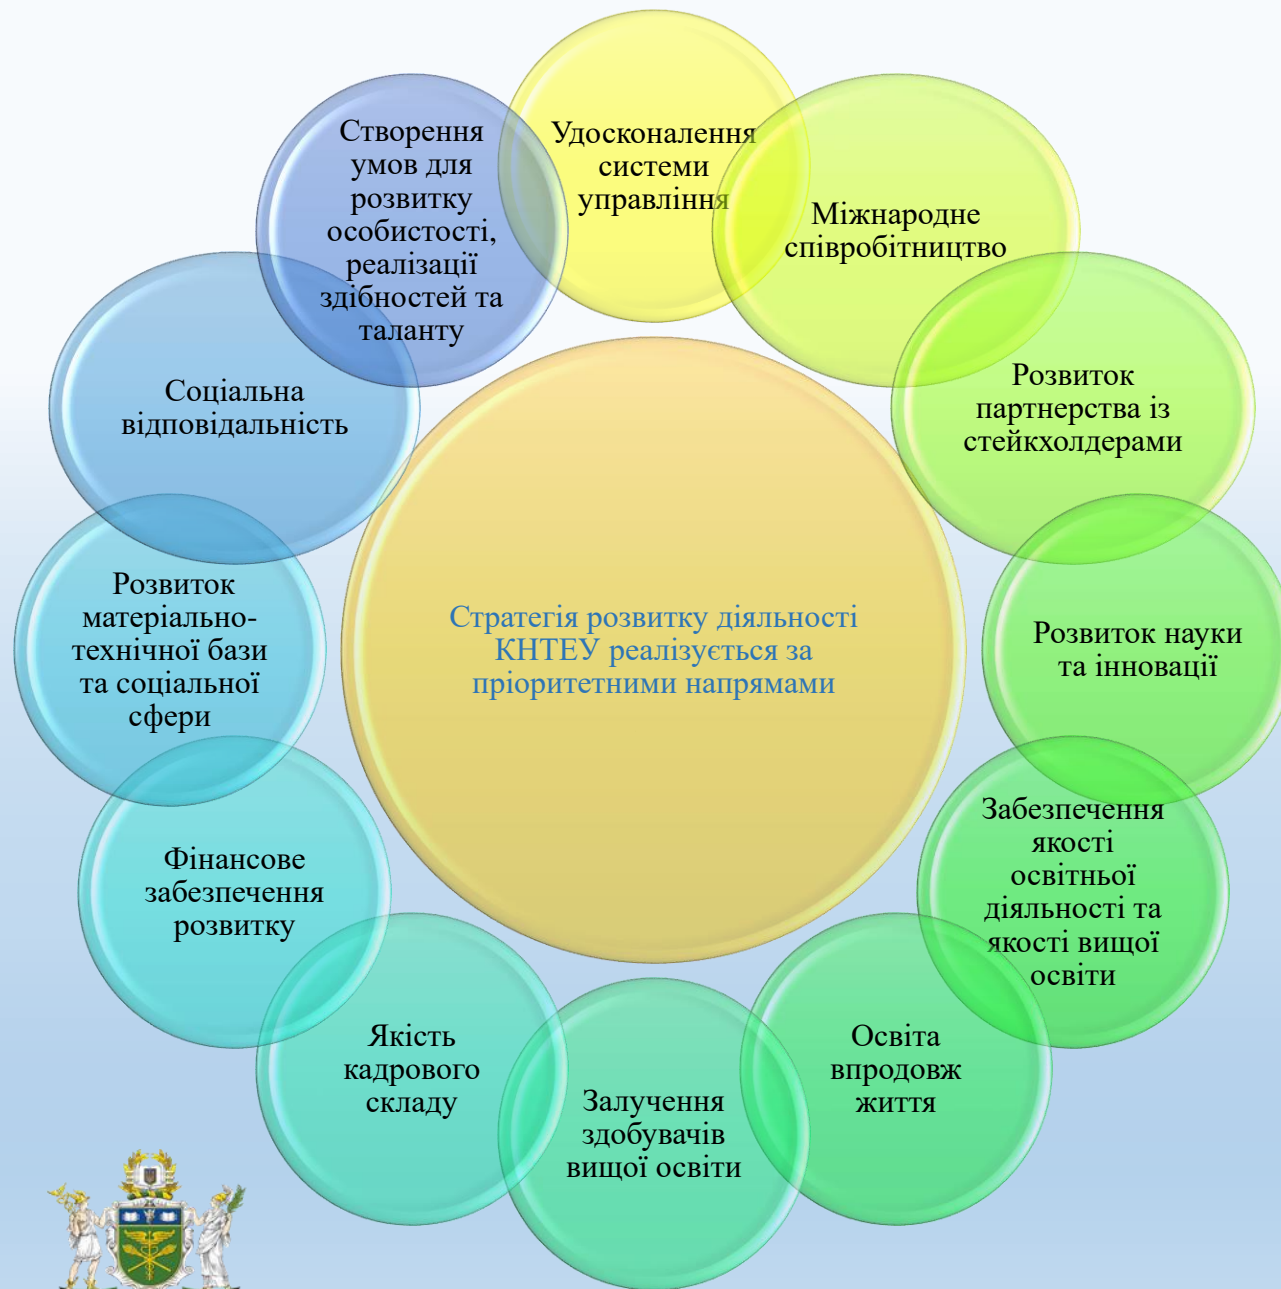 Удосконалення
системи
управління
Міжнародне
співробітництво
Розвиток
партнерства із
стейкхолдерами
Розвиток науки
та інновації
Забезпечення
якості
освітньої
діяльності та
якості вищої
освіти
Освіта
впродовж
життя
Залучення
здобувачів
вищої освіти
Якість
кадрового
складу
Фінансове
забезпечення
розвитку
Розвиток
матеріально-
технічної бази
та соціальної
сфери
Соціальна
відповідальність
Створення
умов для
розвитку
особистості,
реалізації
здібностей та
таланту
Стратегія розвитку діяльності
КНТЕУ реалізується за
пріоритетними напрямами